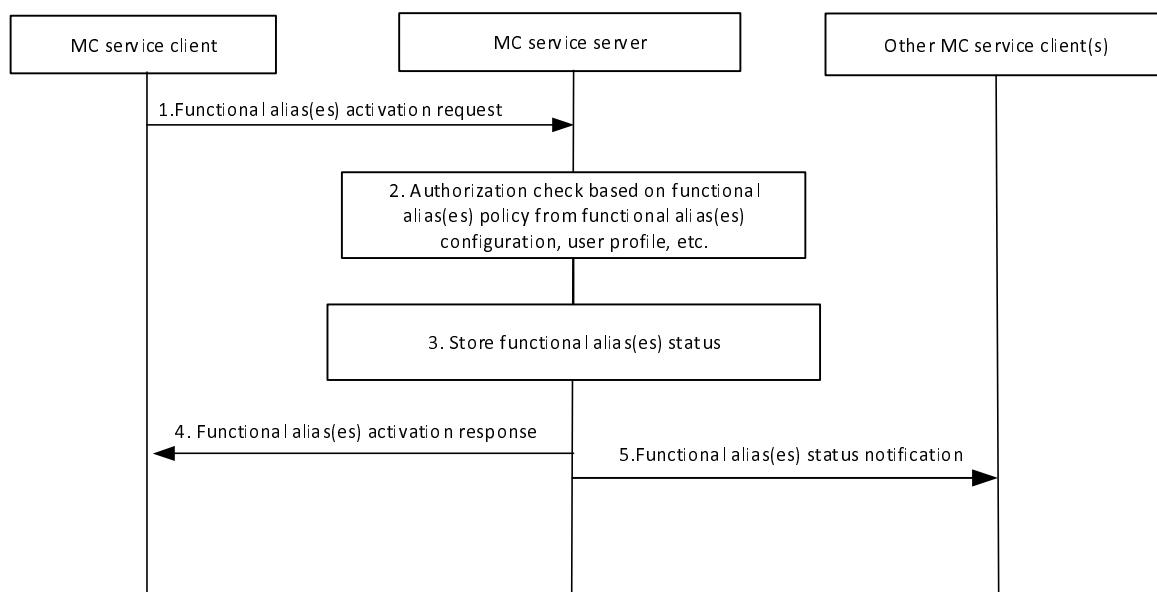 MC service client
MC service server
Other MC service client(s)
1.Functional alias(es) activation request
2. Authorization check based on functional
alias(es) policy from functional alias(es)
configuration, user profile, etc.
3. Store functional alias(es) status
4. Functional alias(es) activation response
5.Functional alias(es) status notification